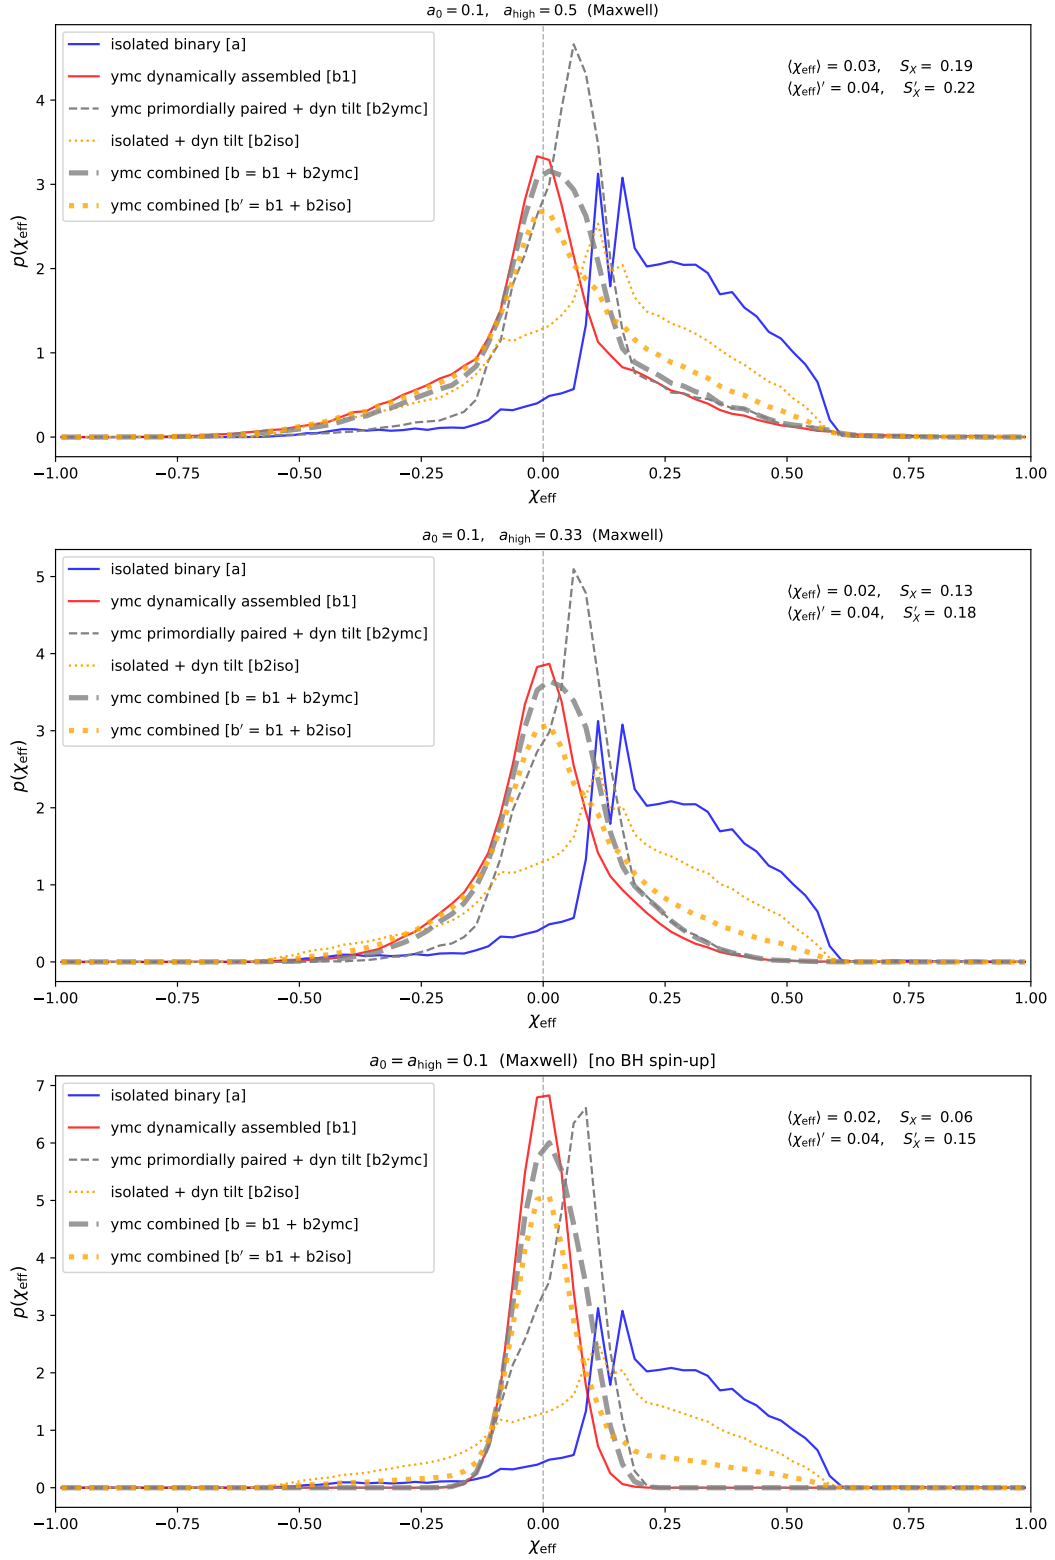 a₀ = 0.1, a_high = 0.5 (Maxwell)
isolated binary [a]
ymc dynamically assembled [b1]
ymc primordially paired + dyn tilt [b2ymc]
isolated + dyn tilt [b2iso]
ymc combined [b = b1 + b2ymc]
ymc combined [b′ = b1 + b2iso]
⟨χ_eff⟩ = 0.03, S_X = 0.19
⟨χ_eff⟩′ = 0.04, S′_X = 0.22
p(χ_eff)
4
3
2
1
0
−1.00 −0.75 −0.50 −0.25 0.00 0.25 0.50 0.75 1.00
χ_eff
a₀ = 0.1, a_high = 0.33 (Maxwell)
isolated binary [a]
ymc dynamically assembled [b1]
ymc primordially paired + dyn tilt [b2ymc]
isolated + dyn tilt [b2iso]
ymc combined [b = b1 + b2ymc]
ymc combined [b′ = b1 + b2iso]
⟨χ_eff⟩ = 0.02, S_X = 0.13
⟨χ_eff⟩′ = 0.04, S′_X = 0.18
p(χ_eff)
5
4
3
2
1
0
−1.00 −0.75 −0.50 −0.25 0.00 0.25 0.50 0.75 1.00
χ_eff
a₀ = a_high = 0.1 (Maxwell) [no BH spin-up]
isolated binary [a]
ymc dynamically assembled [b1]
ymc primordially paired + dyn tilt [b2ymc]
isolated + dyn tilt [b2iso]
ymc combined [b = b1 + b2ymc]
ymc combined [b′ = b1 + b2iso]
⟨χ_eff⟩ = 0.02, S_X = 0.06
⟨χ_eff⟩′ = 0.04, S′_X = 0.15
p(χ_eff)
7
6
5
4
3
2
1
0
−1.00 −0.75 −0.50 −0.25 0.00 0.25 0.50 0.75 1.00
χ_eff